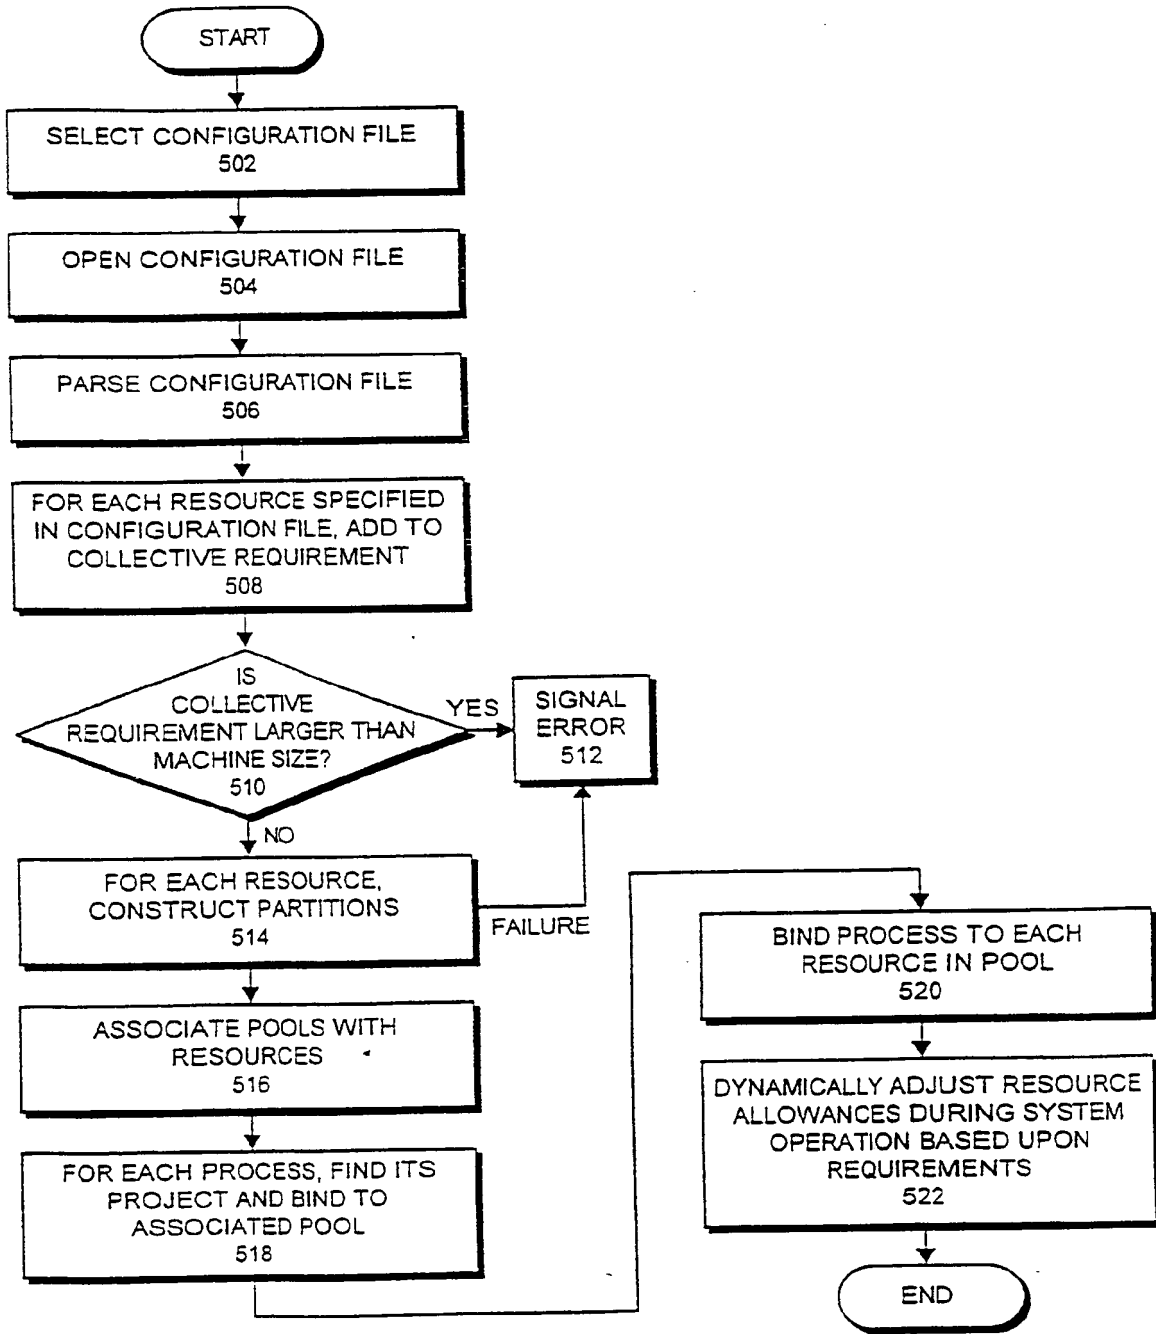 START
SELECT CONFIGURATION FILE
502
OPEN CONFIGURATION FILE
504
PARSE CONFIGURATION FILE
506
FOR EACH RESOURCE SPECIFIED
IN CONFIGURATION FILE, ADD TO
COLLECTIVE REQUIREMENT
508
IS
COLLECTIVE
REQUIREMENT LARGER THAN
MACHINE SIZE?
510
YES
SIGNAL
ERROR
512
NO
FOR EACH RESOURCE,
CONSTRUCT PARTITIONS
514
FAILURE
ASSOCIATE POOLS WITH
RESOURCES
516
FOR EACH PROCESS, FIND ITS
PROJECT AND BIND TO
ASSOCIATED POOL
518
BIND PROCESS TO EACH
RESOURCE IN POOL
520
DYNAMICALLY ADJUST RESOURCE
ALLOWANCES DURING SYSTEM
OPERATION BASED UPON
REQUIREMENTS
522
END